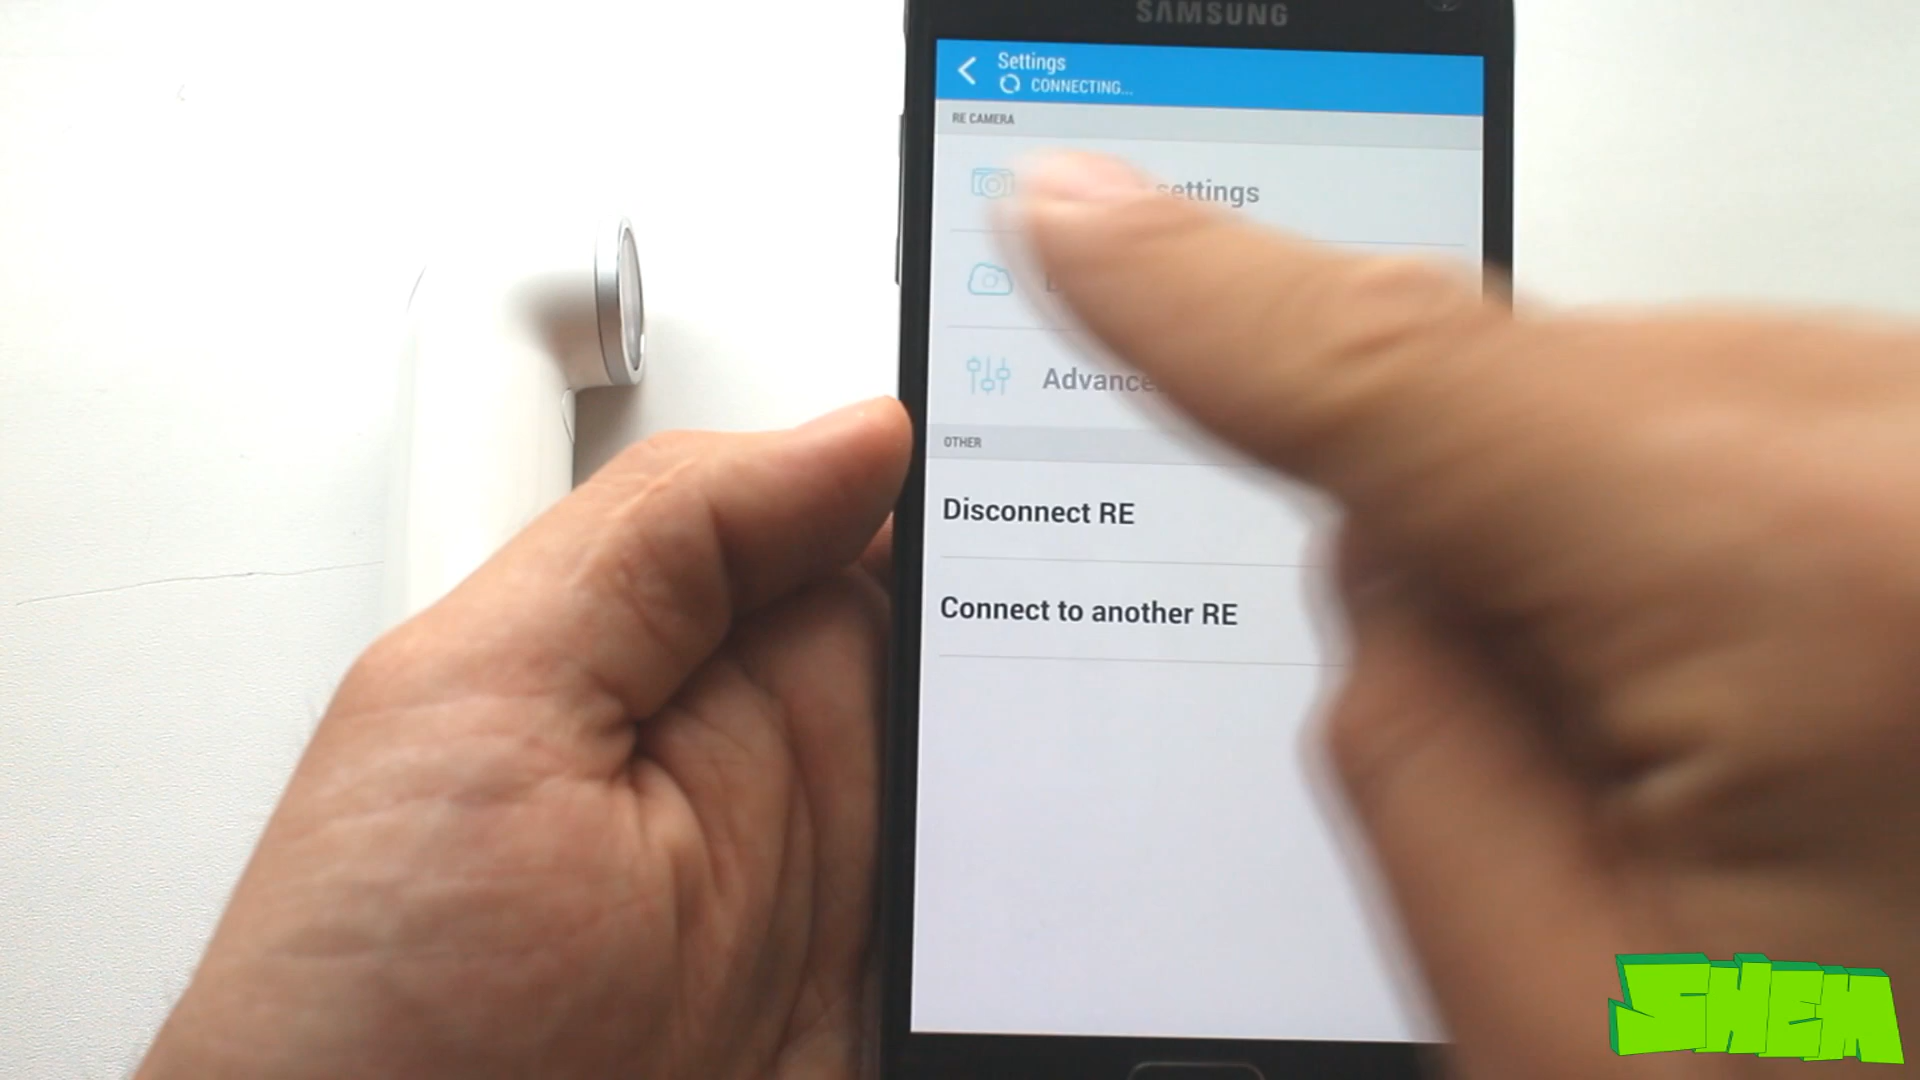 SAMSUNG
Settings
CONNECTING...
RE CAMERA
settings
Advance
OTHER
Disconnect RE
Connect to another RE
SHEM